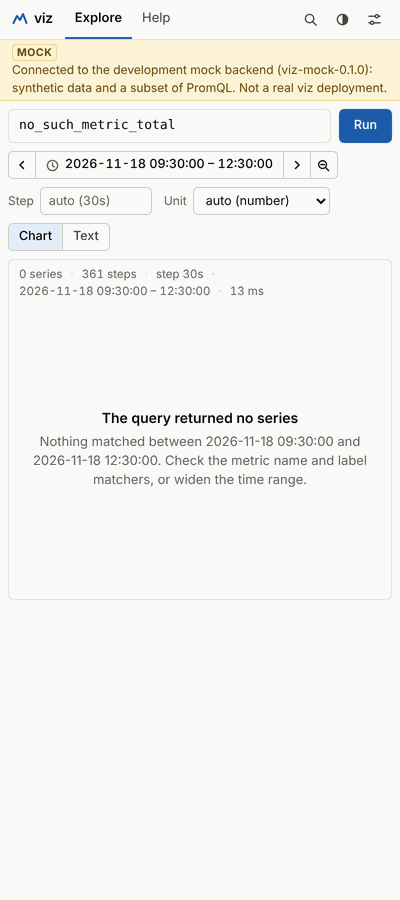 viz Explore Help
MOCK
Connected to the development mock backend (viz-mock-0.1.0):
synthetic data and a subset of PromQL. Not a real viz deployment.
no_such_metric_total Run
2026-11-18 09:30:00 – 12:30:00
Step auto (30s) Unit auto (number)
Chart Text
0 series · 361 steps · step 30s ·
2026-11-18 09:30:00 – 12:30:00 · 13 ms
The query returned no series
Nothing matched between 2026-11-18 09:30:00 and
2026-11-18 12:30:00. Check the metric name and label
matchers, or widen the time range.